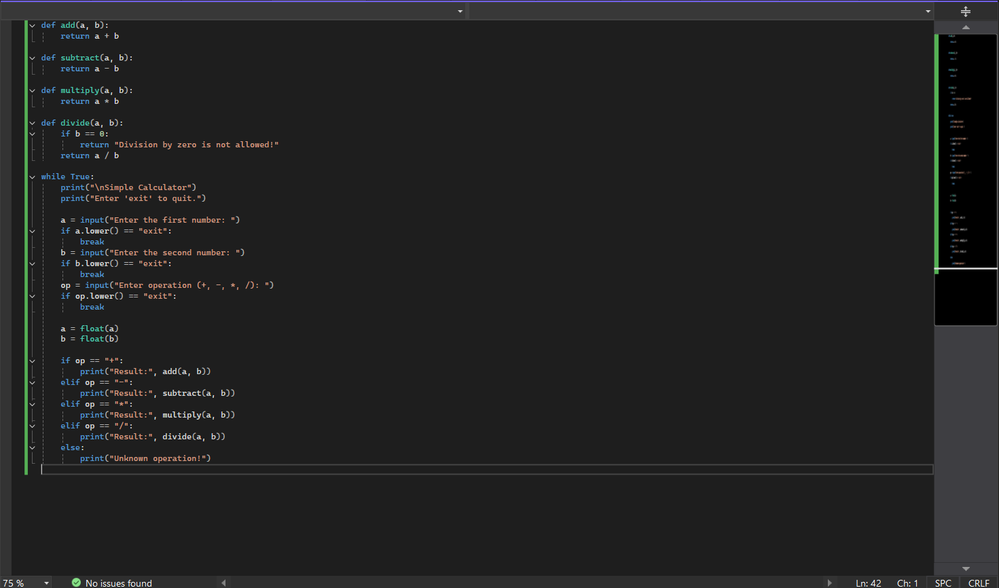 def add(a, b):
    return a + b

def subtract(a, b):
    return a - b

def multiply(a, b):
    return a * b

def divide(a, b):
    if b == 0:
        return "Division by zero is not allowed!"
    return a / b

while True:
    print("\nSimple Calculator")
    print("Enter 'exit' to quit.")

    a = input("Enter the first number: ")
    if a.lower() == "exit":
        break
    b = input("Enter the second number: ")
    if b.lower() == "exit":
        break
    op = input("Enter operation (+, -, *, /): ")
    if op.lower() == "exit":
        break

    a = float(a)
    b = float(b)

    if op == "+":
        print("Result:", add(a, b))
    elif op == "-":
        print("Result:", subtract(a, b))
    elif op == "*":
        print("Result:", multiply(a, b))
    elif op == "/":
        print("Result:", divide(a, b))
    else:
        print("Unknown operation!")
75 % No issues found Ln: 42 Ch: 1 SPC CRLF